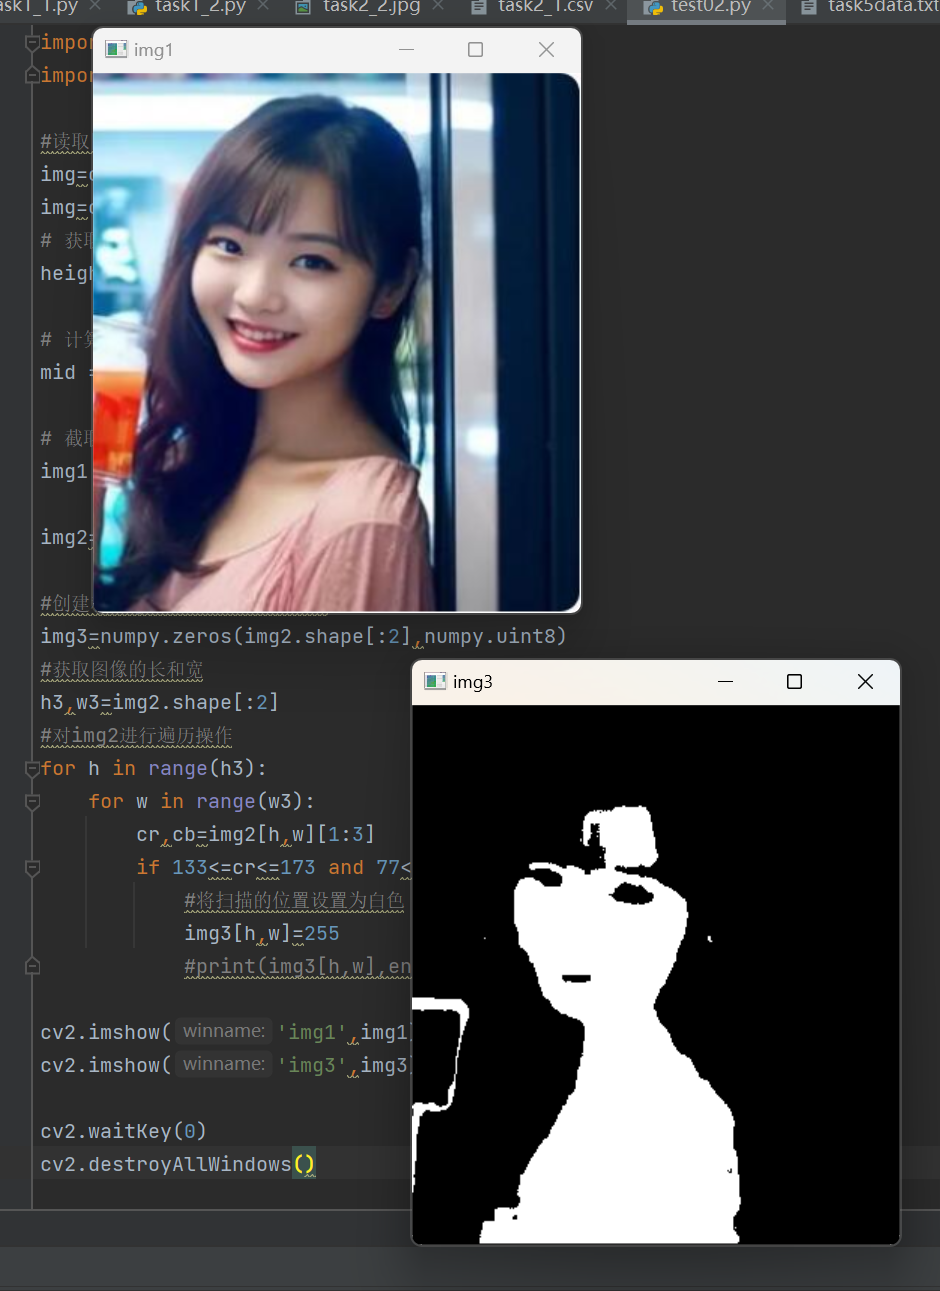 task1_2.py task2_2.jpg task2_1.csv test02.py task5data.txt
img1
#读取
img=
img=
# 获取
heigh
# 计算
mid =
# 截取
img1
img2=
#创建
img3=numpy.zeros(img2.shape[:2],numpy.uint8)
#获取图像的长和宽
h3,w3=img2.shape[:2]
img3
#对img2进行遍历操作
for h in range(h3):
for w in range(w3):
cr,cb=img2[h,w][1:3]
if 133<=cr<=173 and 77<
#将扫描的位置设置为白色
img3[h,w]=255
#print(img3[h,w],en
cv2.imshow( winname: 'img1',img1)
cv2.imshow( winname: 'img3',img3)
cv2.waitKey(0)
cv2.destroyAllWindows()